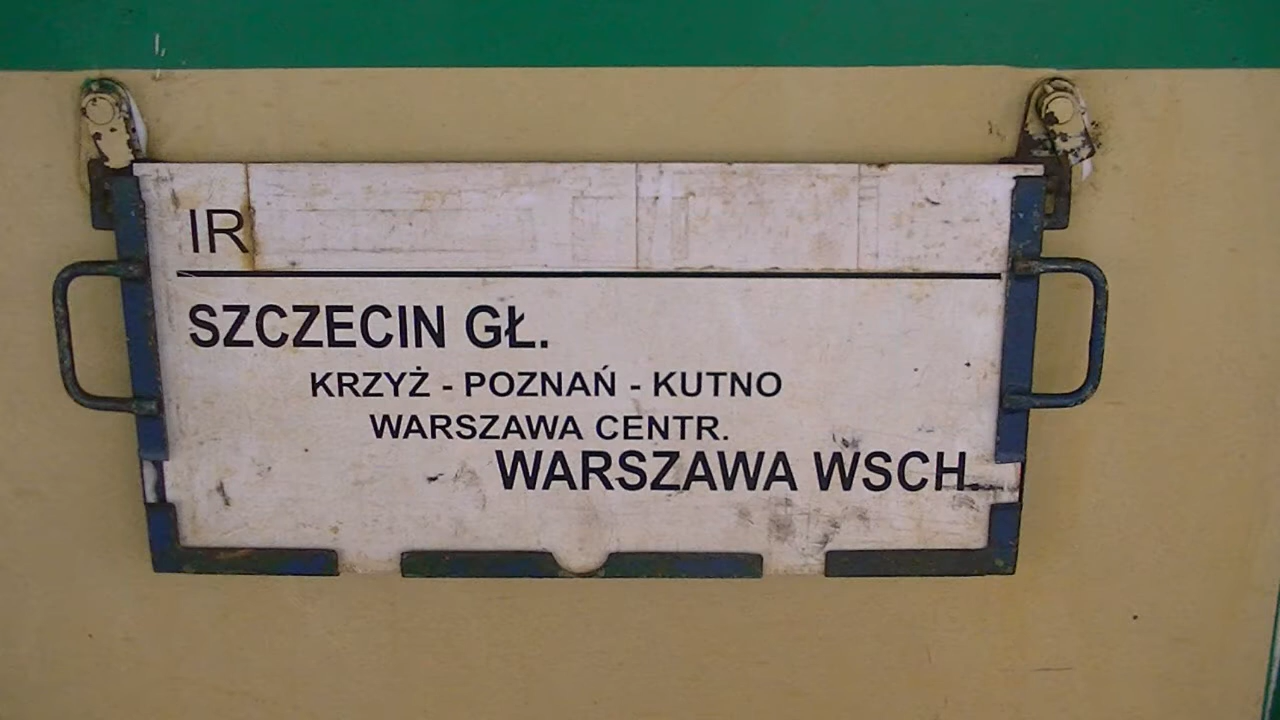 IR
SZCZECIN GŁ.
KRZYŻ - POZNAŃ - KUTNO
WARSZAWA CENTR.
WARSZAWA WSCH.